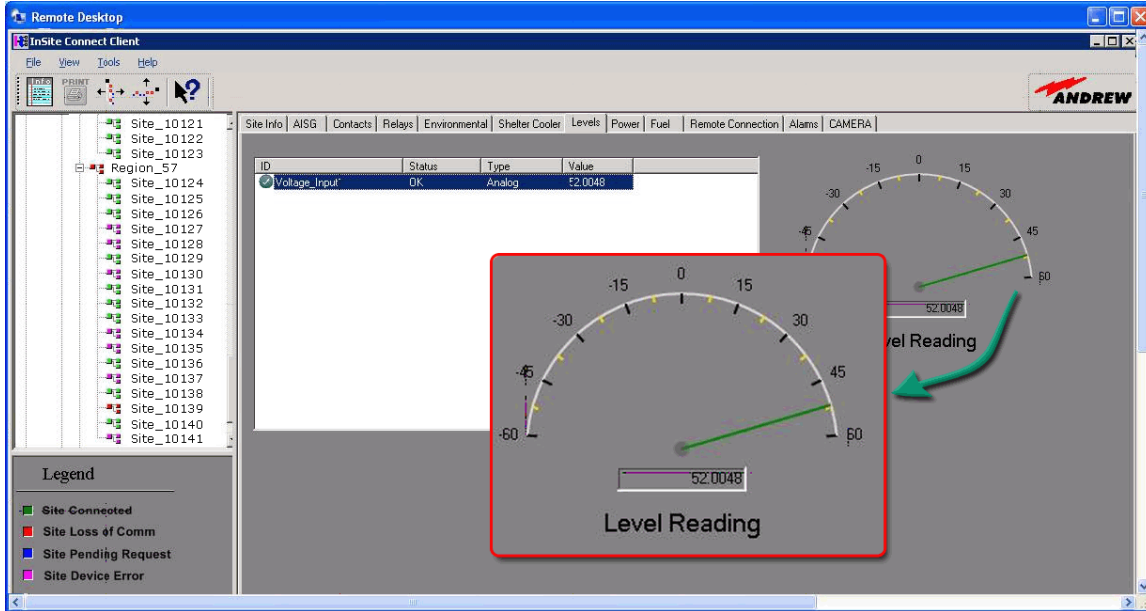 Remote Desktop
InSite Connect Client
File View Tools Help
INFO PRINT
ANDREW
Site_10121
Site_10122
Site_10123
Region_57
Site_10124
Site_10125
Site_10126
Site_10127
Site_10128
Site_10129
Site_10130
Site_10131
Site_10132
Site_10133
Site_10134
Site_10135
Site_10136
Site_10137
Site_10138
Site_10139
Site_10140
Site_10141
Legend
Site Connected
Site Loss of Comm
Site Pending Request
Site Device Error
Site Info AISG Contacts Relays Environmental Shelter Cooler Levels Power Fuel Remote Connection Alarms CAMERA
ID Status Type Value
Voltage_Input OK Analog 52.0048
-45 -30 -15 0 15 30 45 60
52.0048
vel Reading
-60 -45 -30 -15 0 15 30 45 60
52.0048
Level Reading